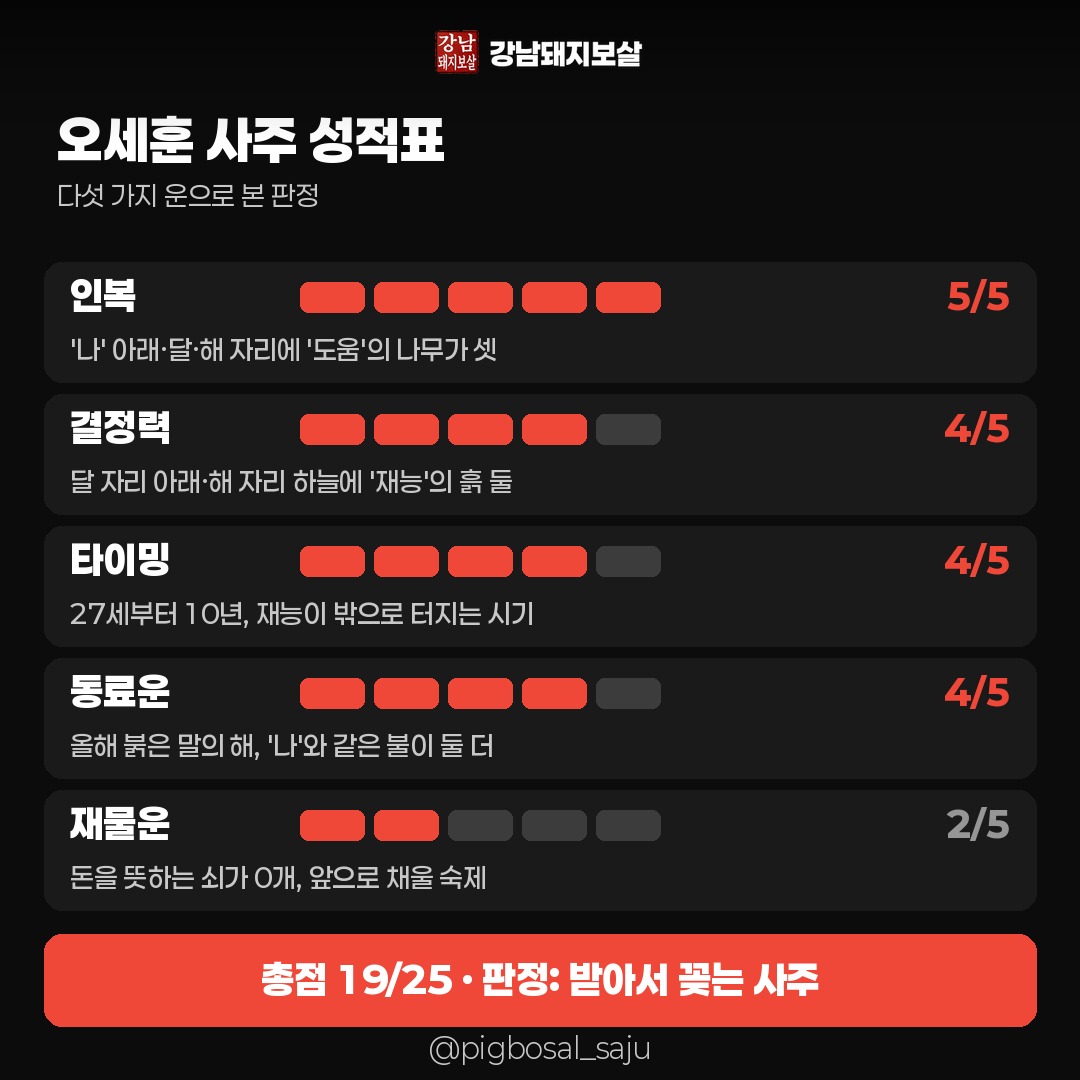 강남
돼지보살
강남돼지보살
오세훈 사주 성적표
다섯 가지 운으로 본 판정
인복
5/5
'나' 아래·달·해 자리에 '도움'의 나무가 셋
결정력
4/5
달 자리 아래·해 자리 하늘에 '재능'의 흙 둘
타이밍
4/5
27세부터 10년, 재능이 밖으로 터지는 시기
동료운
4/5
올해 붉은 말의 해, '나'와 같은 불이 둘 더
재물운
2/5
돈을 뜻하는 쇠가 0개, 앞으로 채울 숙제
총점 19/25 · 판정: 받아서 꽂는 사주
@pigbosal_saju